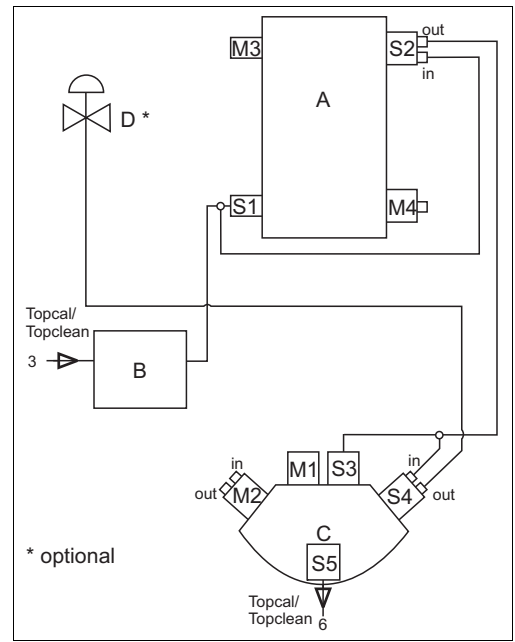 out
M3
S2
in
A
D *
S1
M4
Topcal/
Topclean
3
B
in
M1
S3
in
out
M2
S4
out
C
S5
* optional
Topcal/
Topclean
6